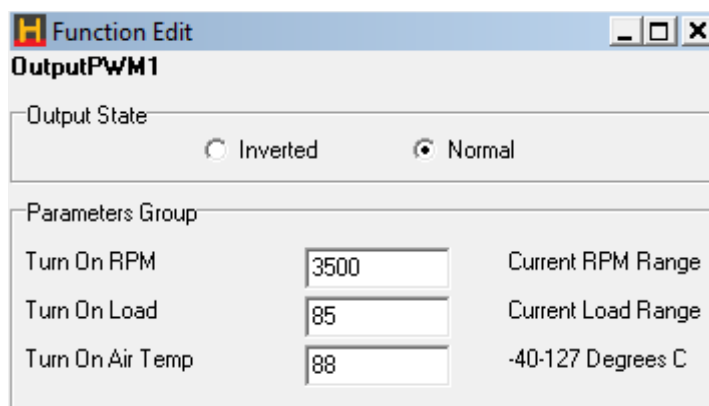 H Function Edit
OutputPWM1
Output State
Inverted Normal
Parameters Group
Turn On RPM 3500 Current RPM Range
Turn On Load 85 Current Load Range
Turn On Air Temp 88 -40-127 Degrees C